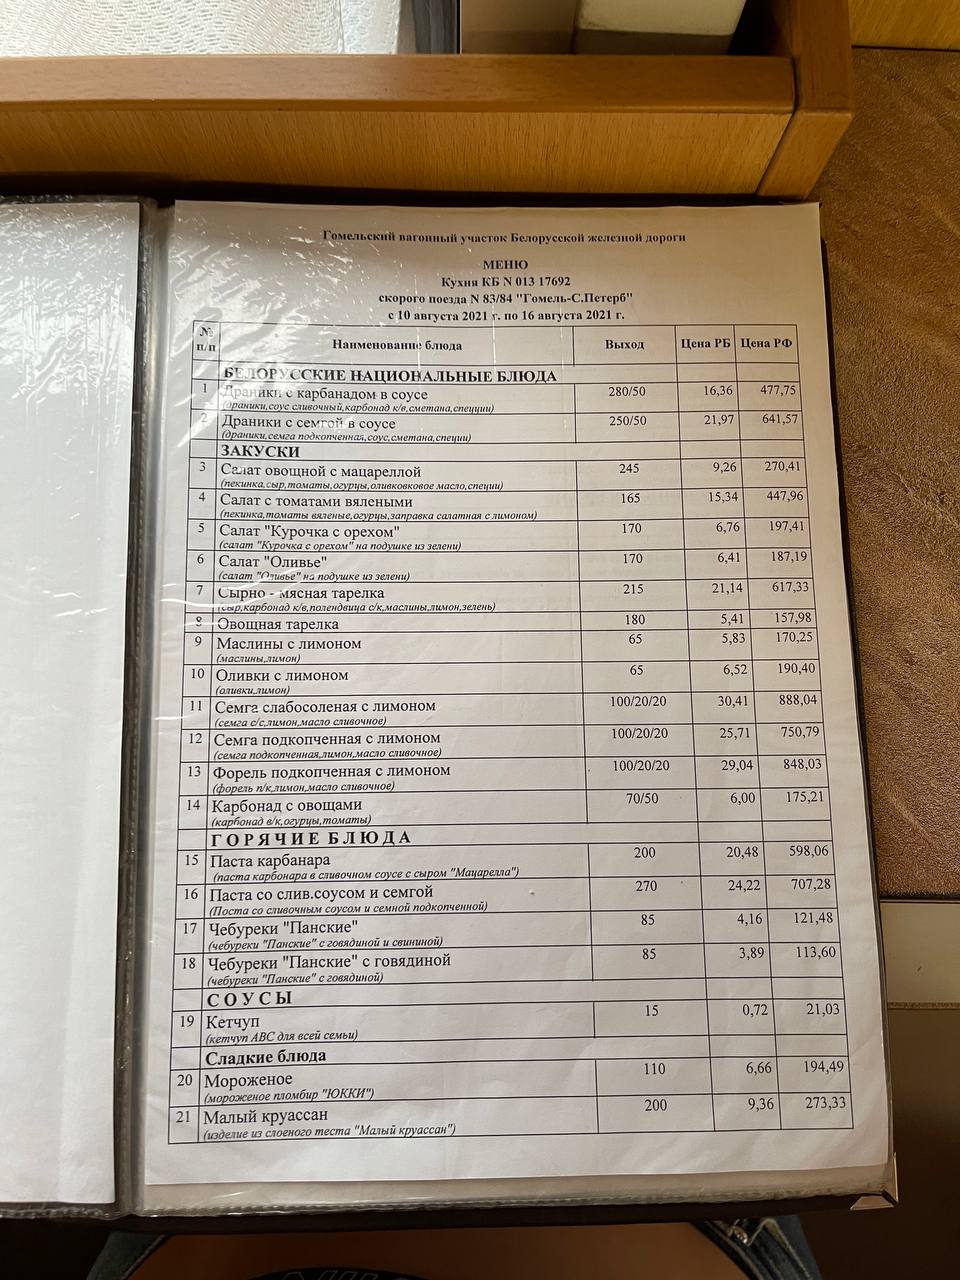 Гомельский вагонный участок Белорусской железной дороги
МЕНЮ
Кухня КБ N 013 17692
скорого поезда N 83/84 "Гомель-С.Петерб"
с 10 августа 2021 г. по 16 августа 2021 г.
№ п/п Наименование блюда Выход Цена РБ Цена РФ
БЕЛОРУССКИЕ НАЦИОНАЛЬНЫЕ БЛЮДА
1 Драники с карбанадом в соусе 280/50 16,36 477,75
(драники,соус сливочный,карбонад к/в,сметана,специии)
2 Драники с семгой в соусе 250/50 21,97 641,57
(драники,семга подкопченная,соус,сметана,специи)
ЗАКУСКИ
3 Салат овощной с мацареллой 245 9,26 270,41
(пекинка,сыр,томаты,огурцы,оливковковое масло,специи)
4 Салат с томатами вялеными 165 15,34 447,96
(пекинка,томаты вяленые,огурцы,заправка салатная с лимоном)
5 Салат "Курочка с орехом" 170 6,76 197,41
(салат "Курочка с орехом" на подушке из зелени)
6 Салат "Оливье" 170 6,41 187,19
(салат "Оливье" на подушке из зелени)
7 Сырно - мясная тарелка 215 21,14 617,33
(сыр,карбонад к/в,полендвица с/к,маслины,лимон,зелень)
8 Овощная тарелка 180 5,41 157,98
9 Маслины с лимоном 65 5,83 170,25
(маслины,лимон)
10 Оливки с лимоном 65 6,52 190,40
(оливки,лимон)
11 Семга слабосоленая с лимоном 100/20/20 30,41 888,04
(семга с/с,лимон,масло сливочное)
12 Семга подкопченная с лимоном 100/20/20 25,71 750,79
(семга подкопченная,лимон,масло сливочное)
13 Форель подкопченная с лимоном 100/20/20 29,04 848,03
(форель п/к,лимон,масло сливочное)
14 Карбонад с овощами 70/50 6,00 175,21
(карбонад в/к,огурцы,томаты)
ГОРЯЧИЕ БЛЮДА
15 Паста карбанара 200 20,48 598,06
(паста карбонара в сливочном соусе с сыром "Мацарелла")
16 Паста со слив.соусом и семгой 270 24,22 707,28
(Поста со сливочным соусом и семной подкопченной)
17 Чебуреки "Панские" 85 4,16 121,48
(чебуреки "Панские" с говядиной и свининой)
18 Чебуреки "Панские" с говядиной 85 3,89 113,60
(чебуреки "Панские" с говядиной)
СОУСЫ
19 Кетчуп 15 0,72 21,03
(кетчуп АВС для всей семьи)
Сладкие блюда
20 Мороженое 110 6,66 194,49
(мороженое пломбир "ЮККИ")
21 Малый круассан 200 9,36 273,33
(изделие из слоеного теста "Малый круассан")